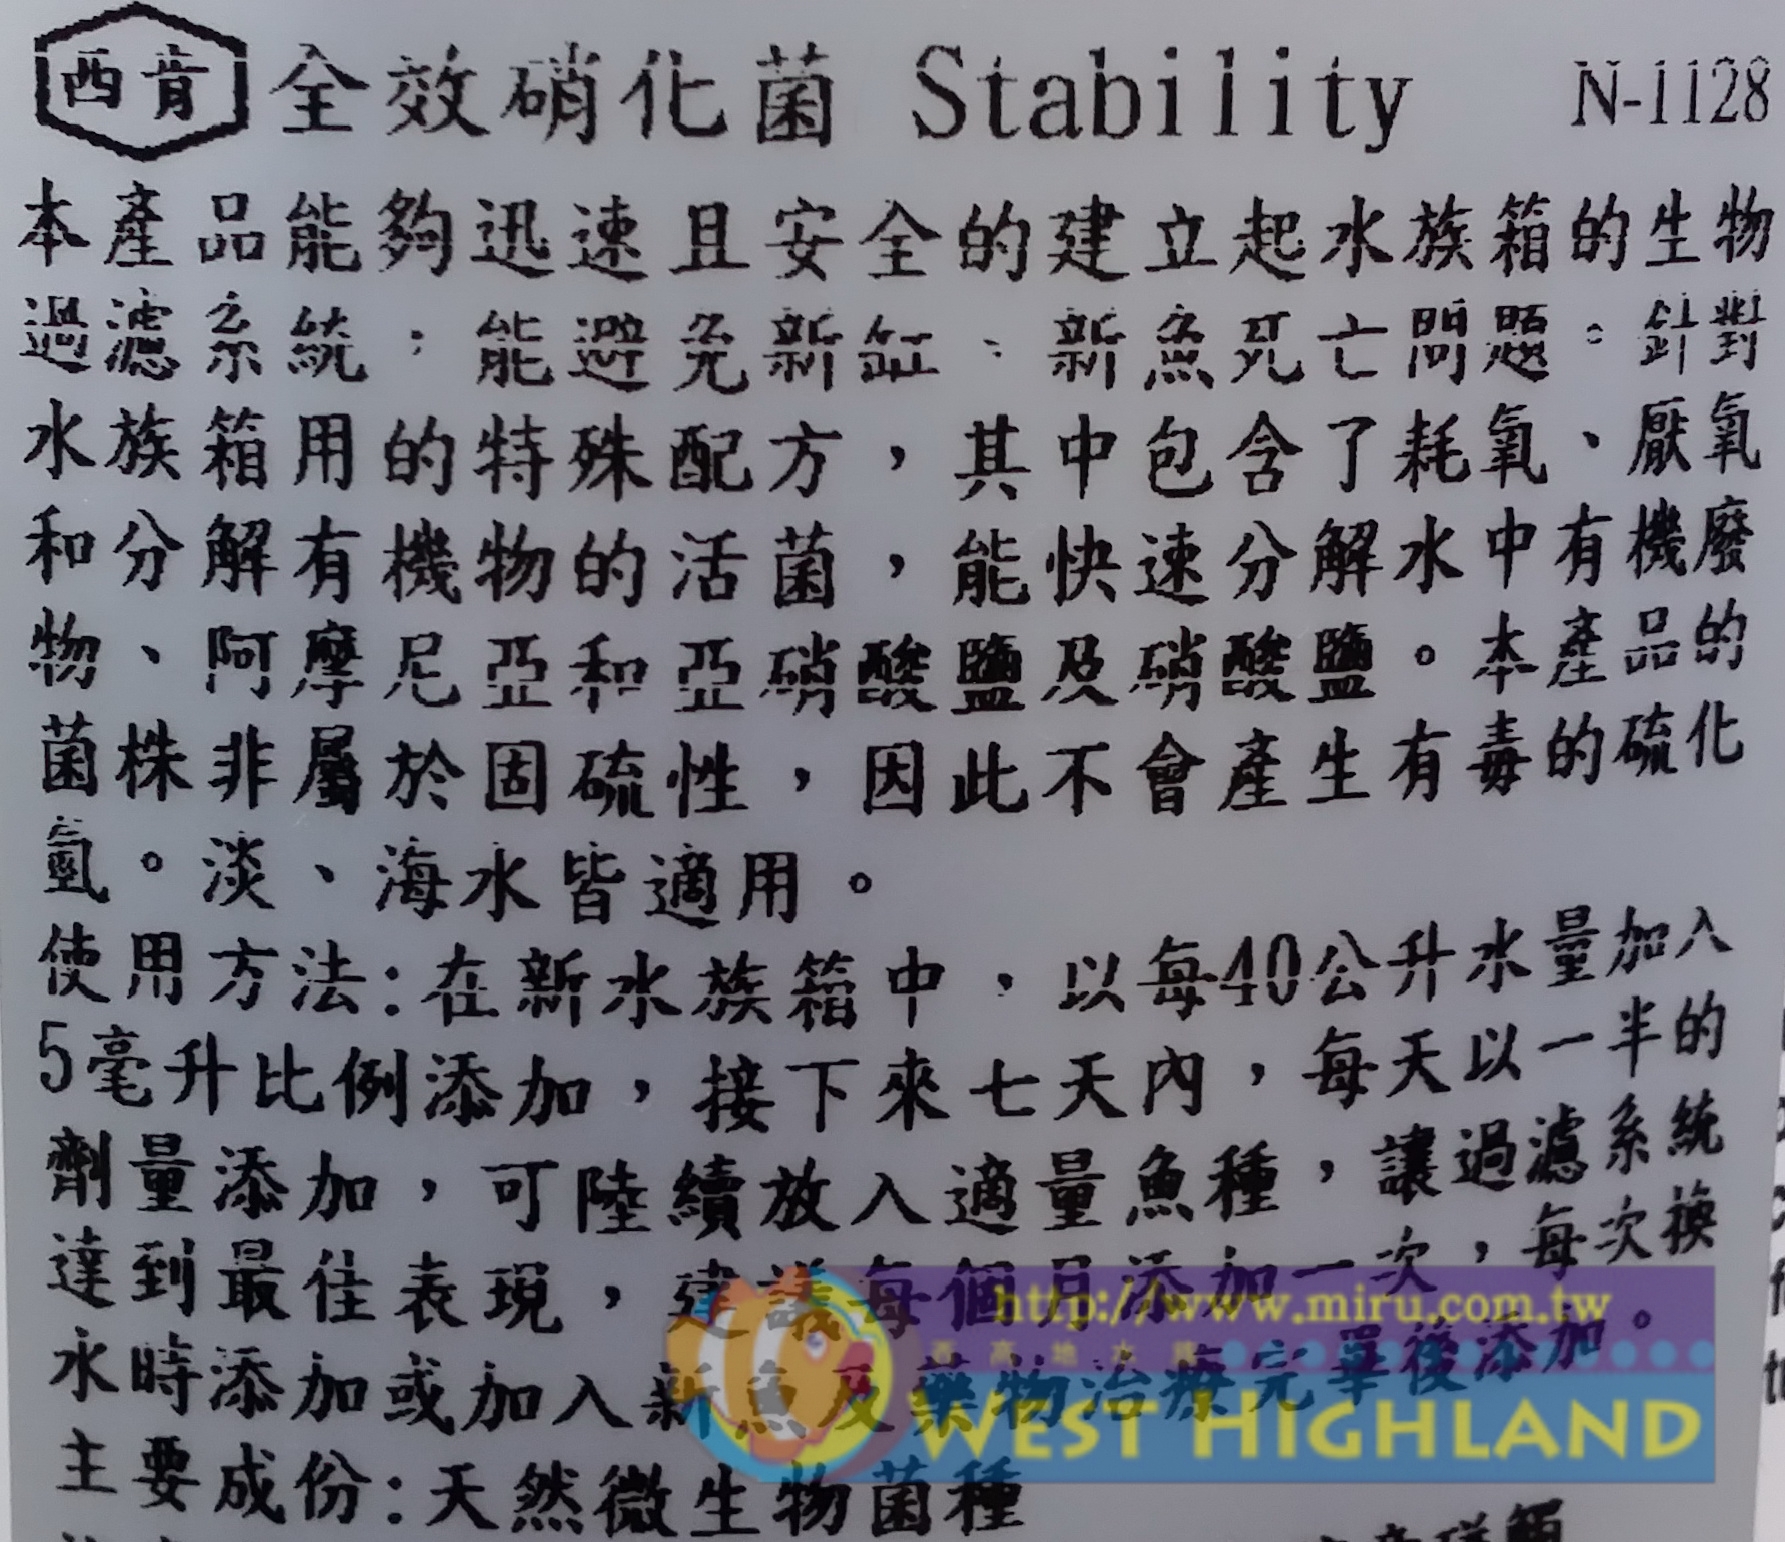 西肯 全效硝化菌 Stability N-1128
本產品能夠迅速且安全的建立起水族箱的生物
過濾系統，能避免新缸、新魚死亡問題。針對
水族箱用的特殊配方，其中包含了耗氧、厭氧
和分解有機物的活菌，能快速分解水中有機廢
物、阿摩尼亞和亞硝酸鹽及硝酸鹽。本產品的
菌株非屬於固硫性，因此不會產生有毒的硫化
氫。淡、海水皆適用。
使用方法:在新水族箱中，以每40公升水量加入
5毫升比例添加，接下來七天內，每天以一半的
劑量添加，可陸續放入適量魚種，讓過濾系統
達到最佳表現，建議每個月添加一次，每次換
水時添加或加入新魚及藥物治療完畢後添加。
主要成份:天然微生物菌種
http://www.miru.com.tw
西高地水族
WEST HIGHLAND